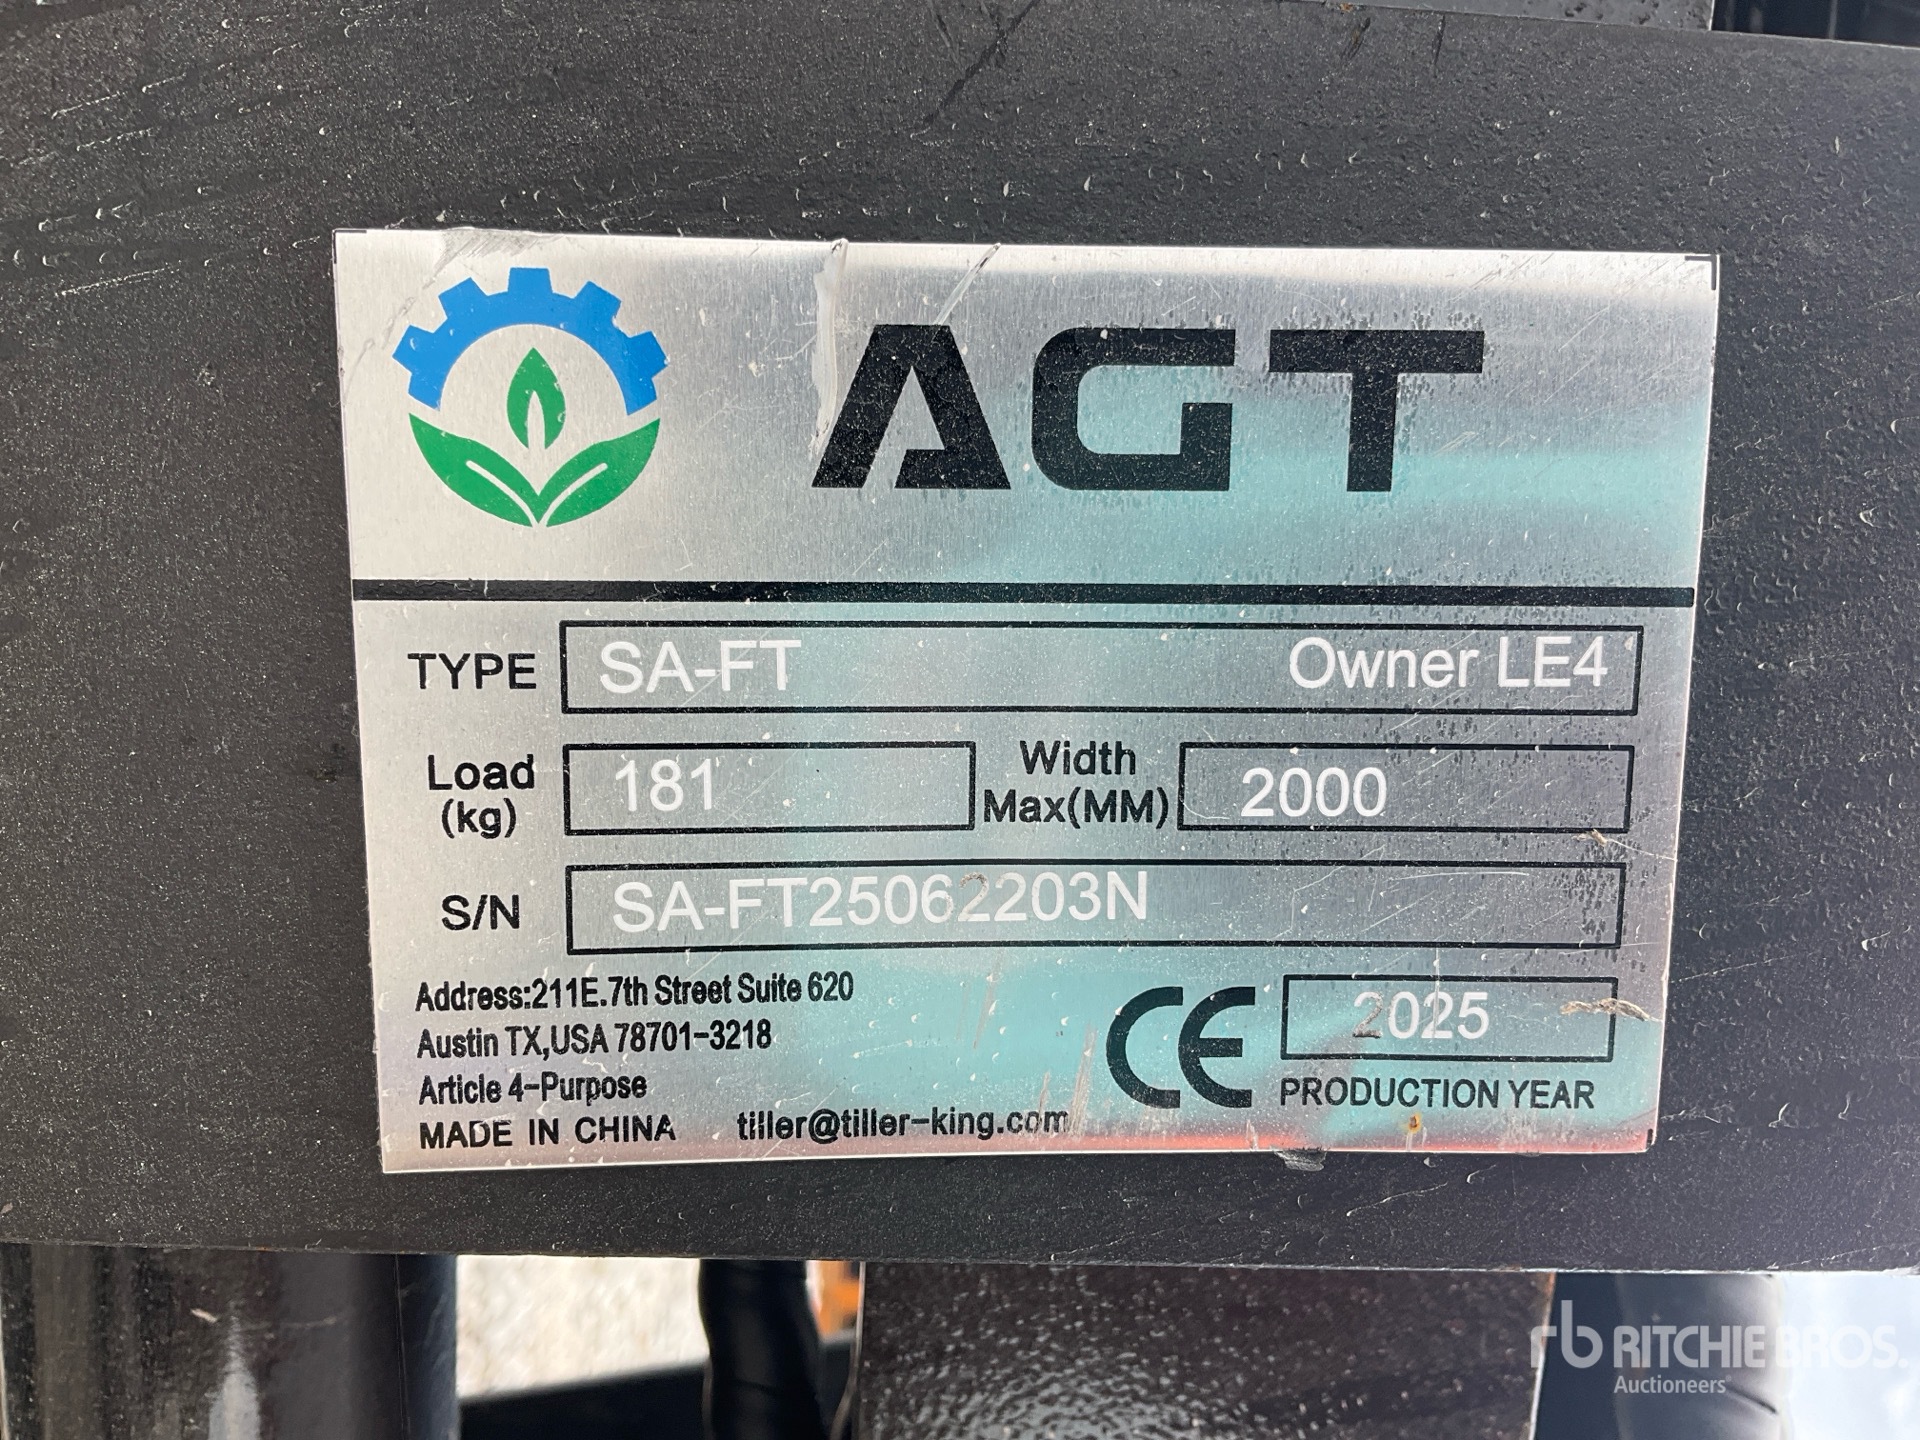 AGT
TYPE SA-FT Owner LE4
Load (kg) 181 Width Max(MM) 2000
S/N SA-FT25062203N
Address:211E.7th Street Suite 620
Austin TX,USA 78701-3218
Article 4-Purpose
MADE IN CHINA tiller@tiller-king.com
CE 2025
PRODUCTION YEAR
rb RITCHIE BROS.
Auctioneers